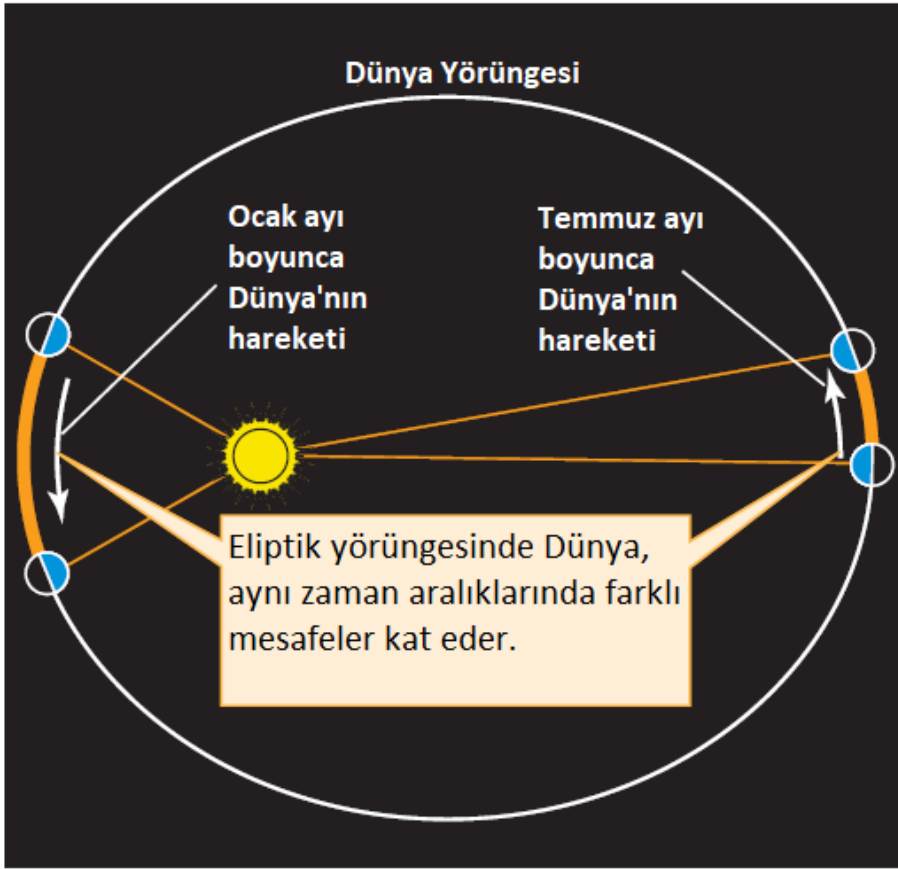 Dünya Yörüngesi
Ocak ayı
boyunca
Dünya'nın
hareketi
Temmuz ayı
boyunca
Dünya'nın
hareketi
Eliptik yörüngesinde Dünya,
aynı zaman aralıklarında farklı
mesafeler kat eder.